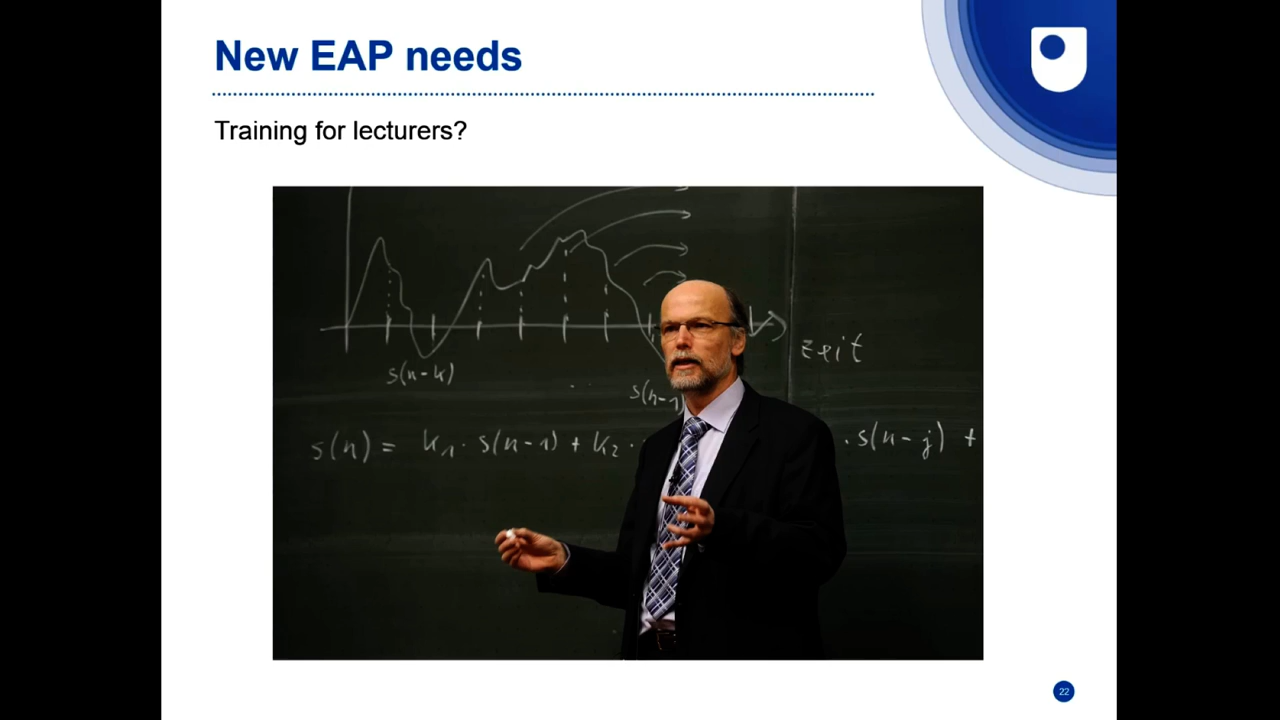 New EAP needs
Training for lecturers?
s(n-k)
s(n-1)
Zeit
s(n) = k₁· s(n-1) + k₂ ·
· s(n-j) +
22